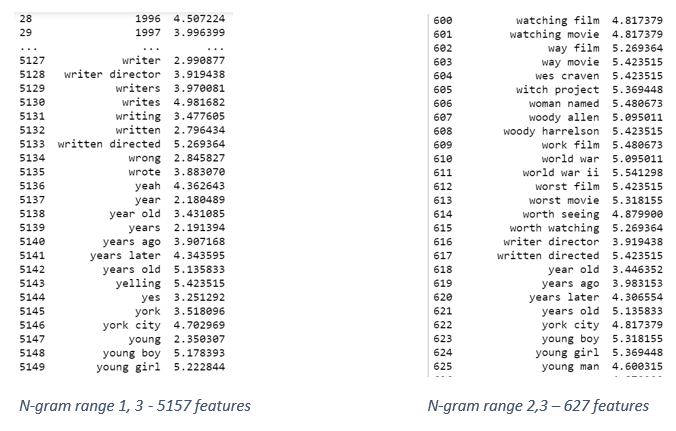 28 1996 4.507224
29 1997 3.996399
... ... ...
5127 writer 2.990877
5128 writer director 3.919438
5129 writers 3.970081
5130 writes 4.981682
5131 writing 3.477605
5132 written 2.796434
5133 written directed 5.269364
5134 wrong 2.845827
5135 wrote 3.883070
5136 yeah 4.362643
5137 year 2.180489
5138 year old 3.431085
5139 years 2.191394
5140 years ago 3.907168
5141 years later 4.343595
5142 years old 5.135833
5143 yelling 5.423515
5144 yes 3.251292
5145 york 3.518096
5146 york city 4.702969
5147 young 2.350307
5148 young boy 5.178393
5149 young girl 5.222844
N-gram range 1, 3 - 5157 features
600 watching film 4.817379
601 watching movie 4.817379
602 way film 5.269364
603 way movie 5.423515
604 wes craven 5.423515
605 witch project 5.369448
606 woman named 5.480673
607 woody allen 5.095011
608 woody harrelson 5.423515
609 work film 5.480673
610 world war 5.095011
611 world war ii 5.541298
612 worst film 5.423515
613 worst movie 5.318155
614 worth seeing 4.879900
615 worth watching 5.269364
616 writer director 3.919438
617 written directed 5.423515
618 year old 3.446352
619 years ago 3.983153
620 years later 4.306554
621 years old 5.135833
622 york city 4.817379
623 young boy 5.318155
624 young girl 5.369448
625 young man 4.600315
N-gram range 2,3 – 627 features